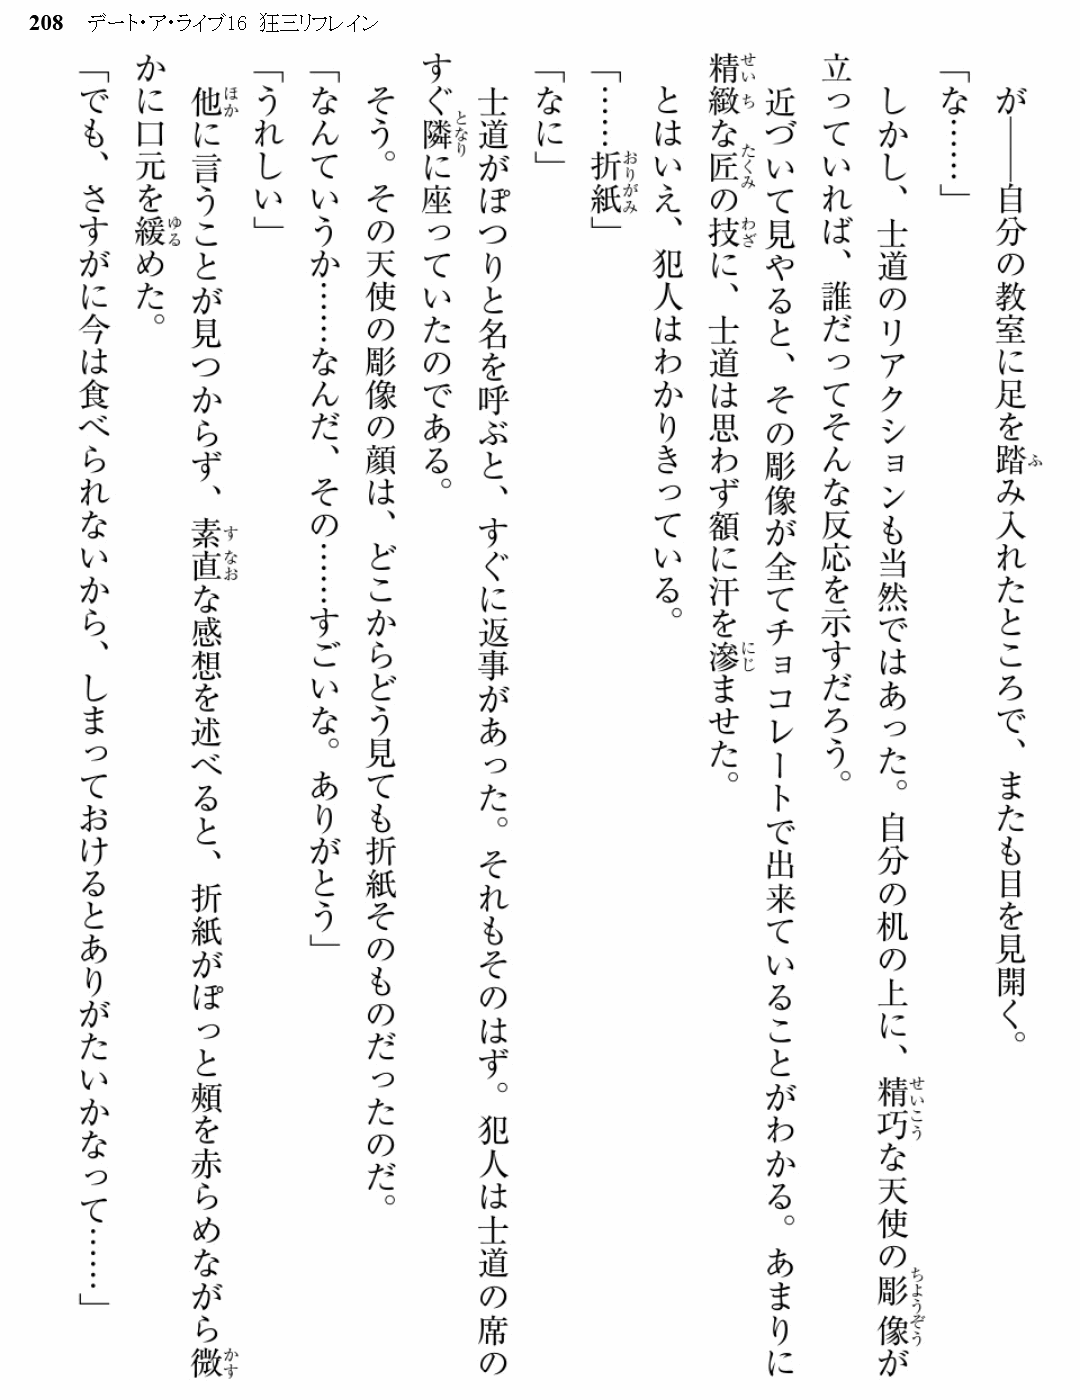 208 デート・ア・ライブ16 狂三リフレイン
が――自分の教室に足を踏み入れたところで、またも目を見開く。
「な……」
しかし、士道のリアクションも当然ではあった。自分の机の上に、精巧な天使の彫像が
立っていれば、誰だってそんな反応を示すだろう。
近づいて見やると、その彫像が全てチョコレートで出来ていることがわかる。あまりに
精緻な匠の技に、士道は思わず額に汗を滲ませた。
とはいえ、犯人はわかりきっている。
「……折紙」
「なに」
士道がぽつりと名を呼ぶと、すぐに返事があった。それもそのはず。犯人は士道の席の
すぐ隣に座っていたのである。
そう。その天使の彫像の顔は、どこからどう見ても折紙そのものだったのだ。
「なんていうか……なんだ、その……すごいな。ありがとう」
「うれしい」
他に言うことが見つからず、素直な感想を述べると、折紙がぽっと頰を赤らめながら微
かに口元を緩めた。
「でも、さすがに今は食べられないから、しまっておけるとありがたいかなって……」